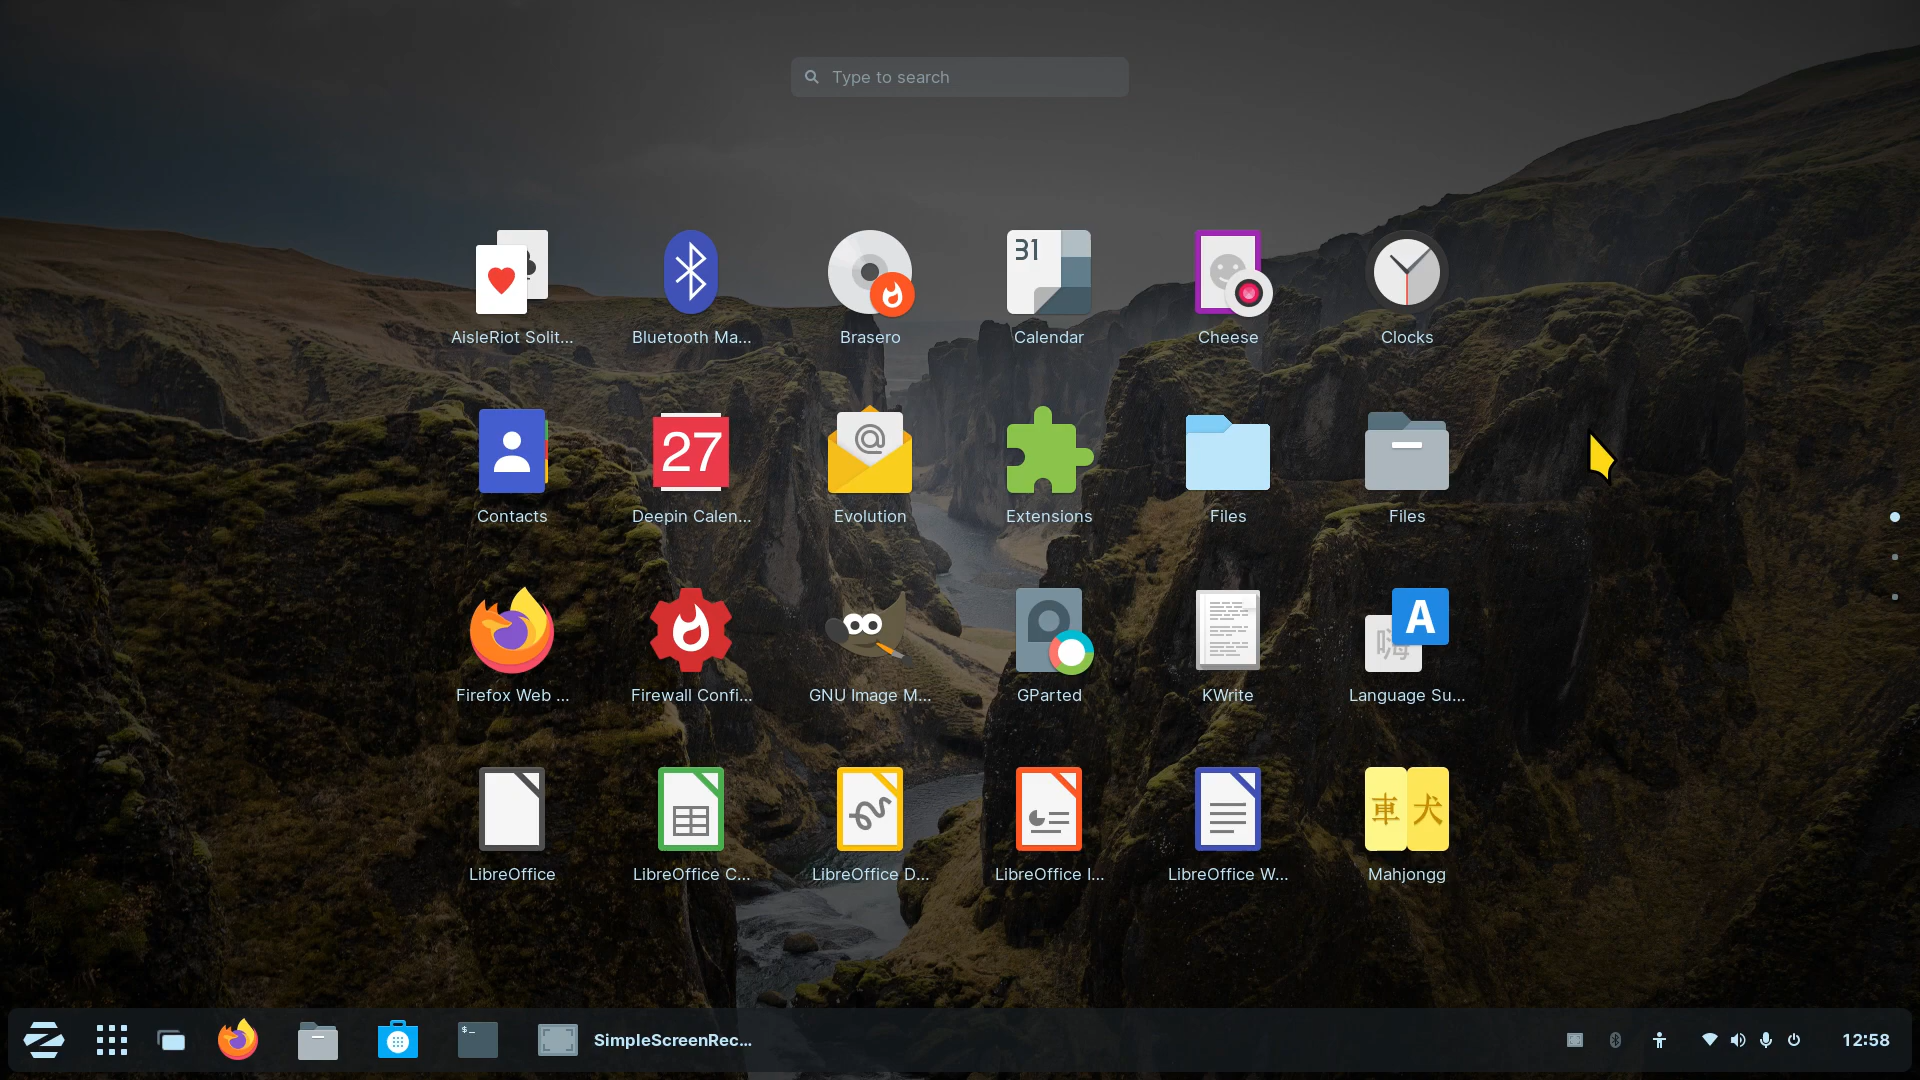 Type to search
31
AisleRiot Solit...
Bluetooth Ma...
Brasero
Calendar
Cheese
Clocks
27
@
Contacts
Deepin Calen...
Evolution
Extensions
Files
Files
A
嗨
Firefox Web ...
Firewall Confi...
GNU Image M...
GParted
KWrite
Language Su...
車 犬
LibreOffice
LibreOffice C...
LibreOffice D...
LibreOffice I...
LibreOffice W...
Mahjongg
$_
SimpleScreenRec...
12:58